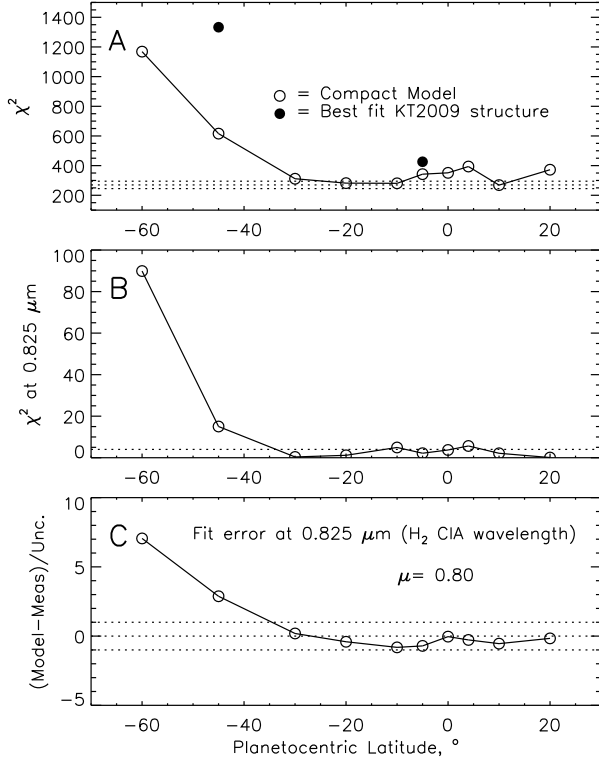 1400
1200
1000
800
600
400
200
χ²
A
○ = Compact Model
● = Best fit KT2009 structure
−60 −40 −20 0 20
100
80
60
40
20
0
χ² at 0.825 μm
B
−60 −40 −20 0 20
10
5
0
−5
(Model−Meas)/Unc.
C
Fit error at 0.825 μm (H₂ CIA wavelength)
μ= 0.80
−60 −40 −20 0 20
Planetocentric Latitude, °